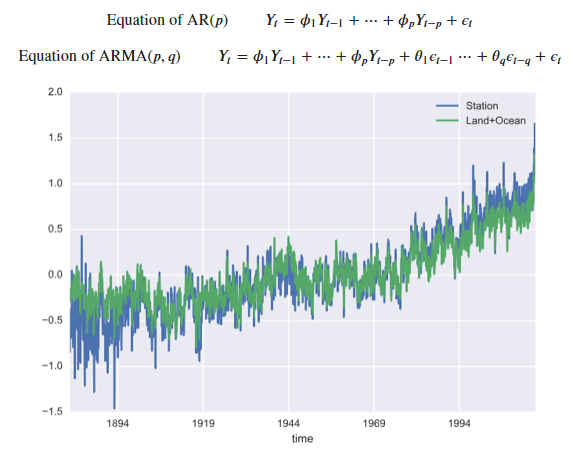 Equation of AR(p) Yₜ = ϕ₁Yₜ₋₁ + ⋯ + ϕₚYₜ₋ₚ + ϵₜ
Equation of ARMA(p, q) Yₜ = ϕ₁Yₜ₋₁ + ⋯ + ϕₚYₜ₋ₚ + θ₁ϵₜ₋₁ ⋯ + θ_qϵ_{t−q} + ϵₜ
2.0
Station
Land+Ocean
1.5
1.0
0.5
0.0
−0.5
−1.0
−1.5
1894 1919 1944 1969 1994
time